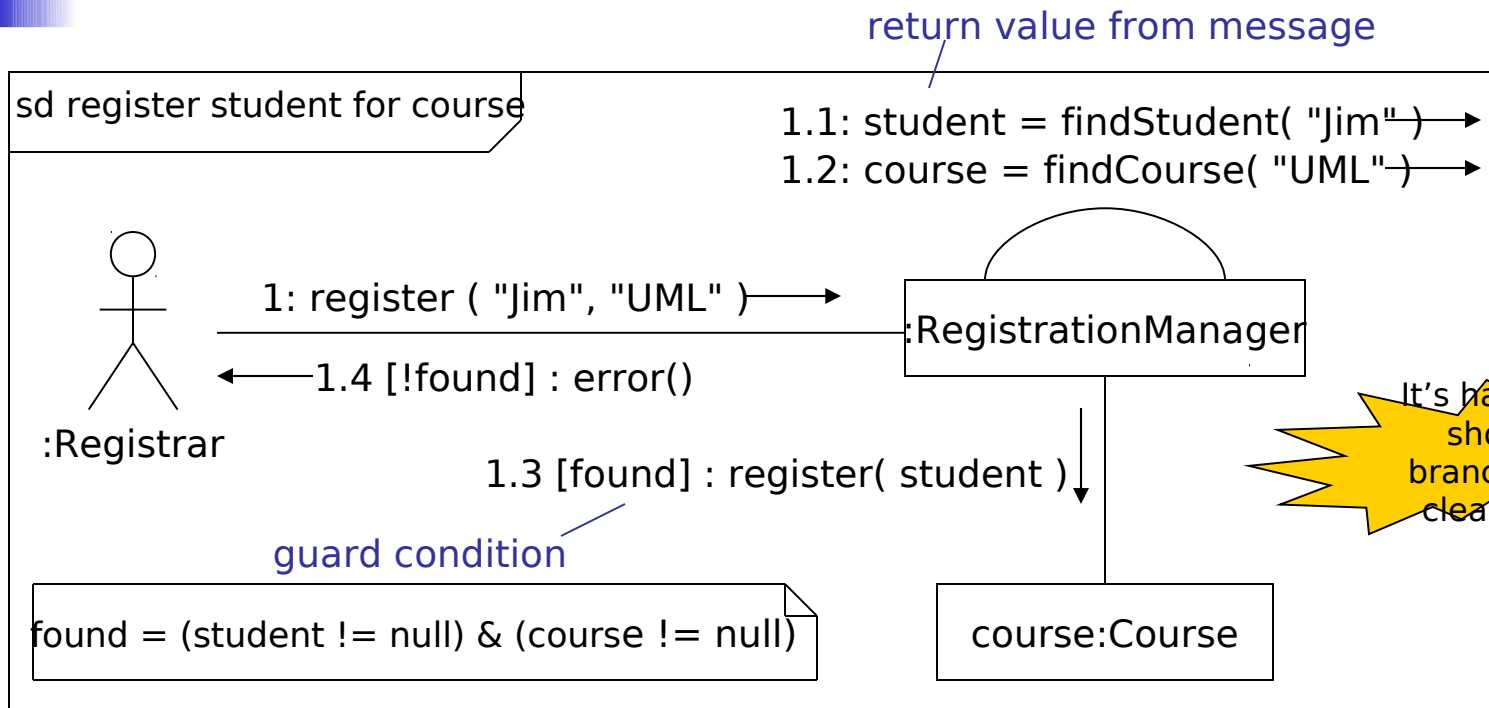 return value from message
sd register student for course
1.1: student = findStudent( "Jim" )
1.2: course = findCourse( "UML" )
1: register ( "Jim", "UML" )
:RegistrationManager
1.4 [!found] : error()
:Registrar
It’s
1.3 [found] : register( student )
guard condition
found = (student != null) & (course != null)
course:Course